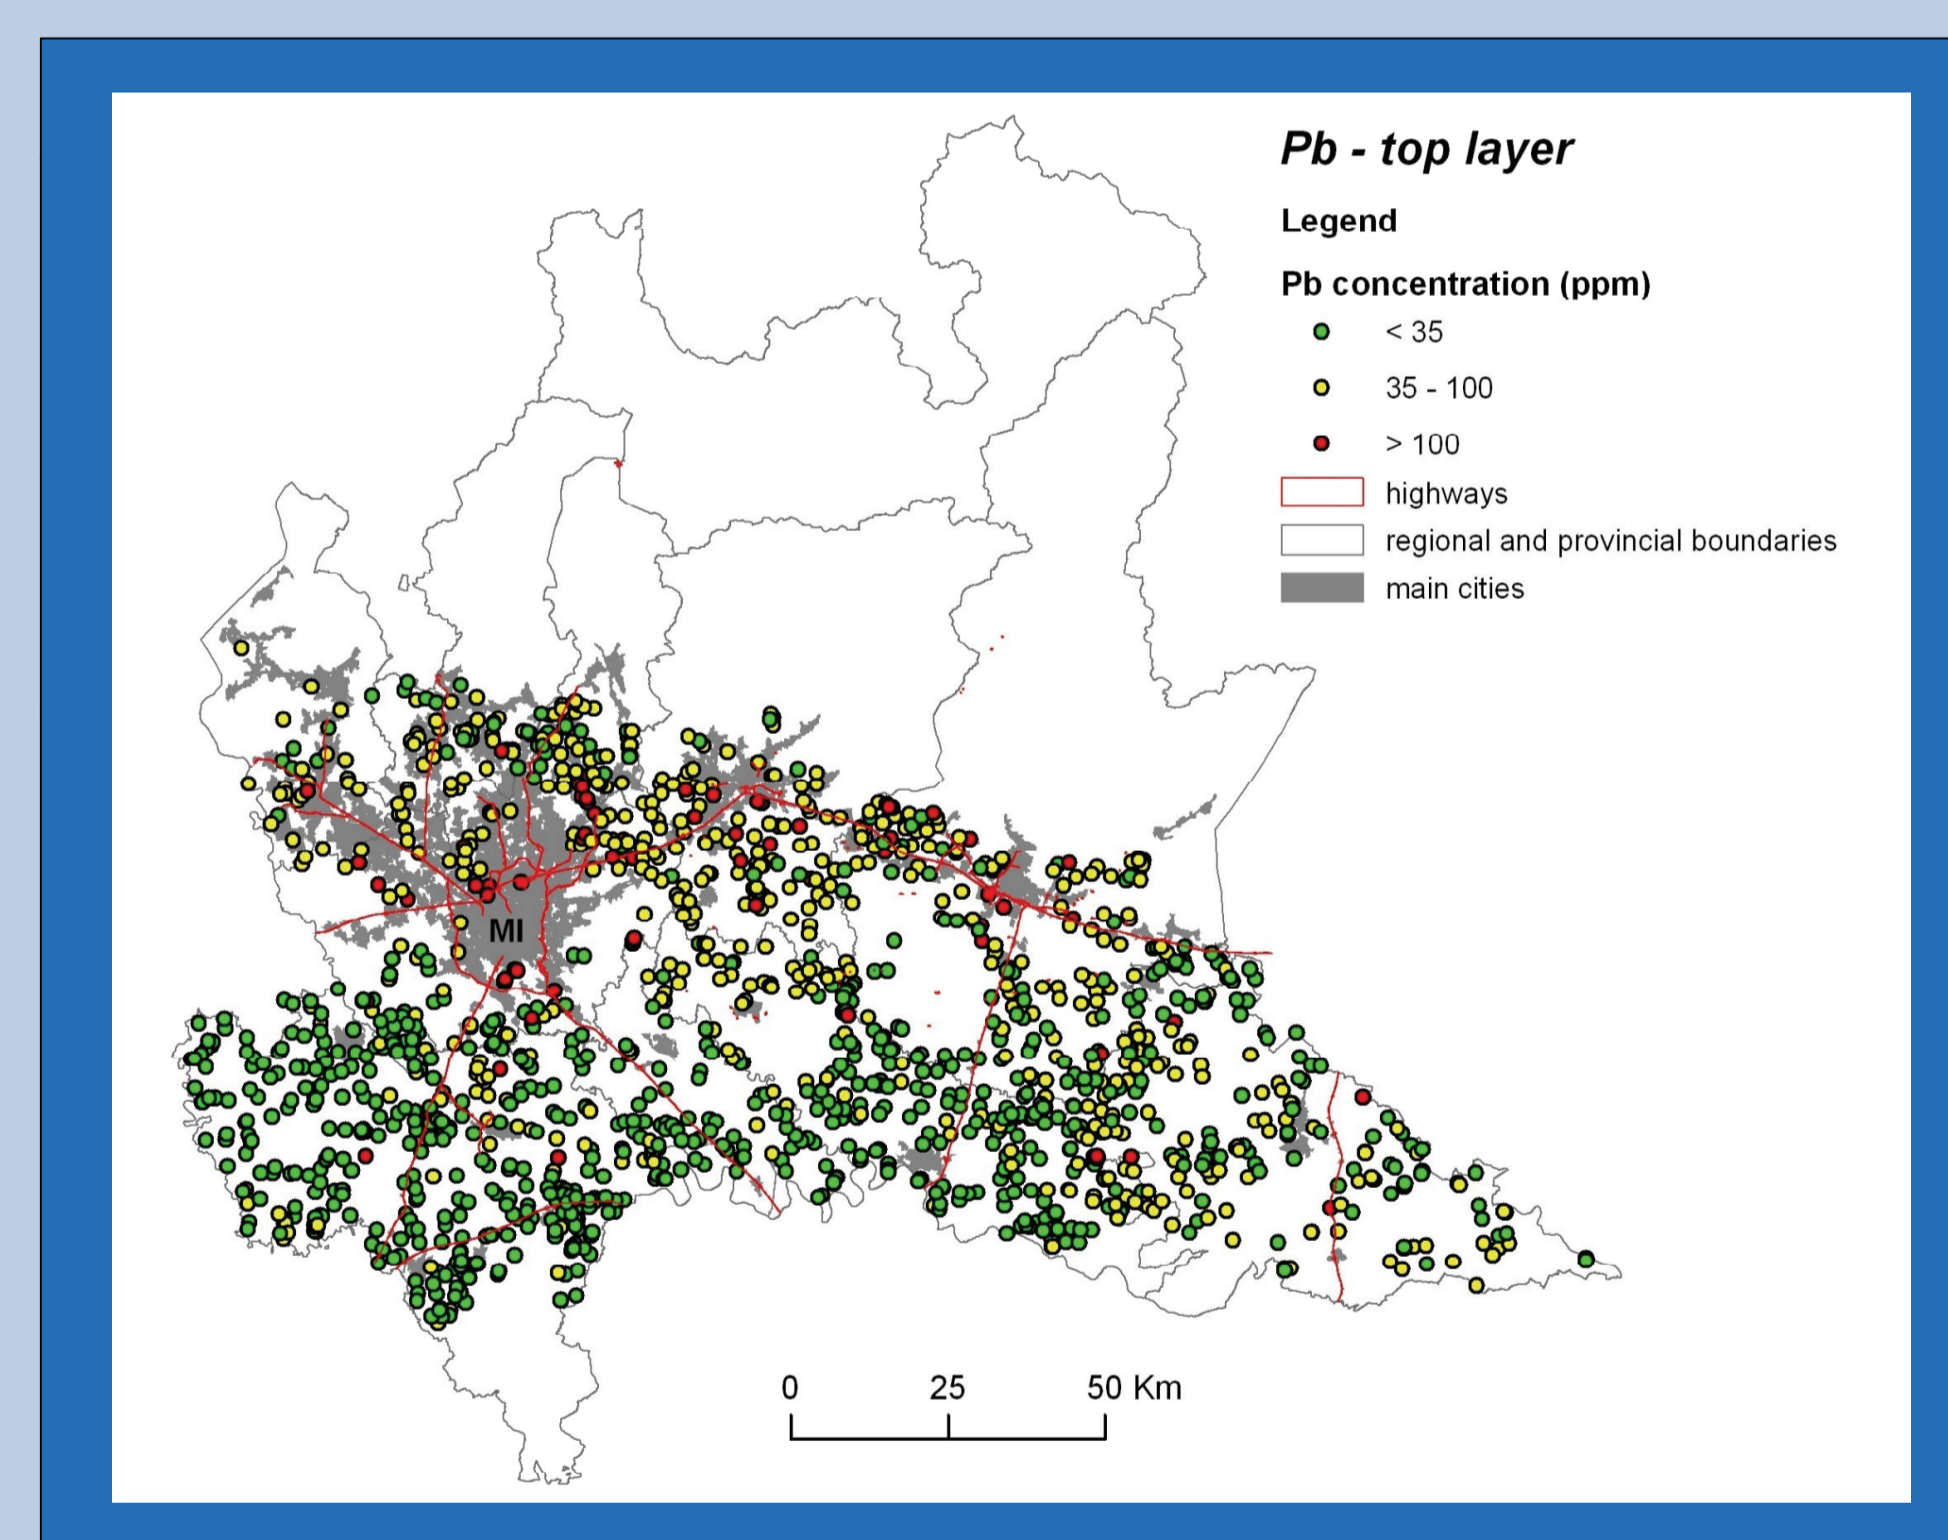 Pb - top layer
Legend
Pb concentration (ppm)
< 35
35 - 100
> 100
highways
regional and provincial boundaries
main cities
MI
0 25 50 Km